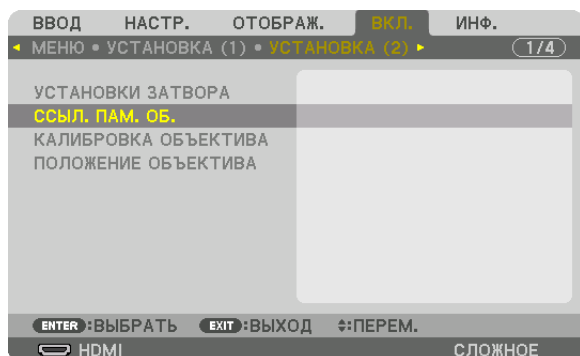 ВВОД НАСТР. ОТОБРАЖ. ВКЛ. ИНФ.
МЕНЮ • УСТАНОВКА (1) • УСТАНОВКА (2) 1/4
УСТАНОВКИ ЗАТВОРА
ССЫЛ. ПАМ. ОБ.
КАЛИБРОВКА ОБЪЕКТИВА
ПОЛОЖЕНИЕ ОБЪЕКТИВА
ENTER :ВЫБРАТЬ EXIT :ВЫХОД :ПЕРЕМ.
HDMI СЛОЖНОЕ